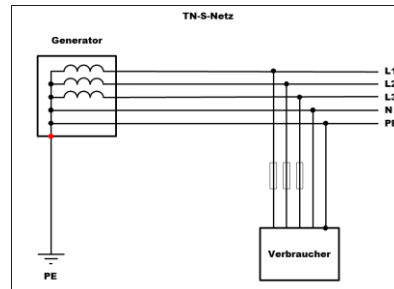 TN-S-Netz
Generator
L1
L2
L3
N
PE
PE
Verbraucher